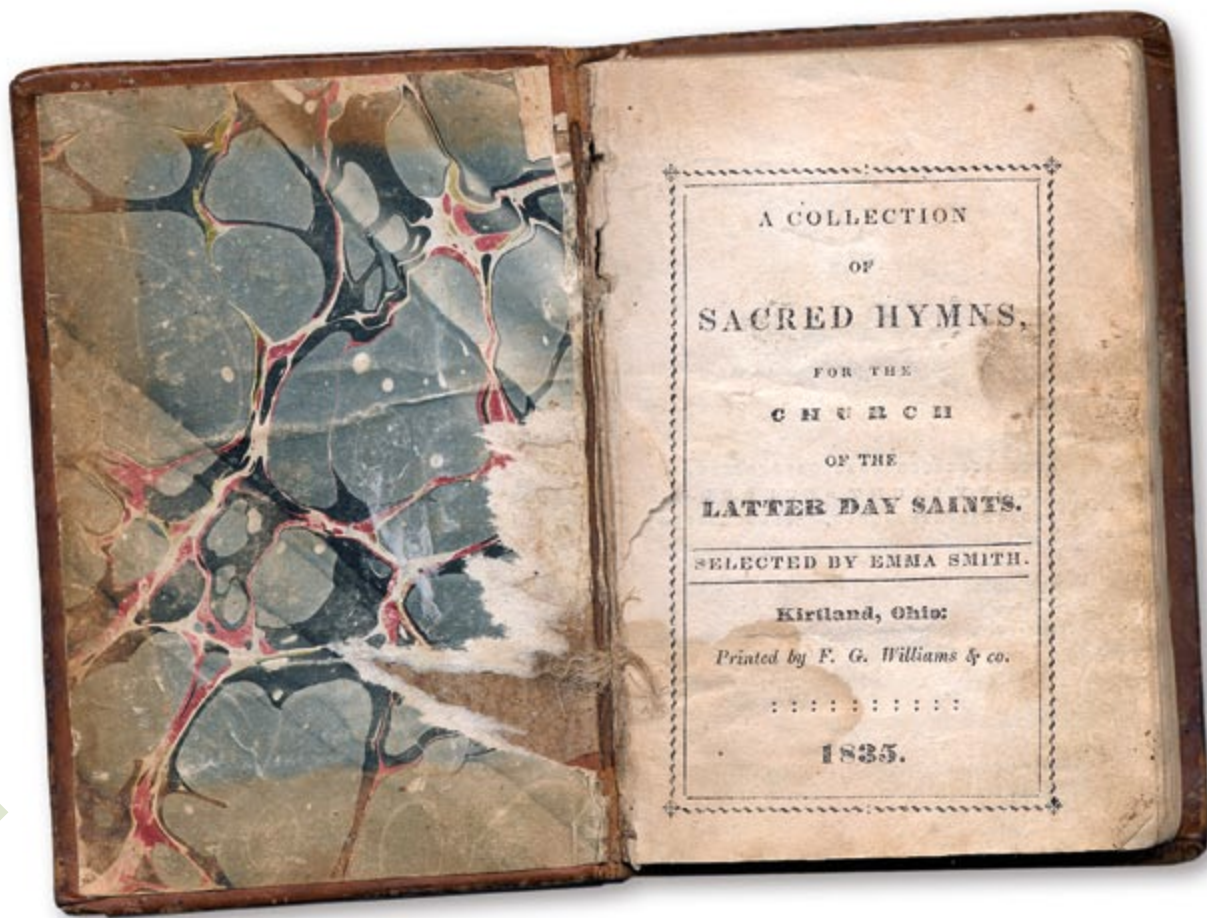 A COLLECTION
OF
SACRED HYMNS,
FOR THE
CHURCH
OF THE
LATTER DAY SAINTS.
SELECTED BY EMMA SMITH.
Kirtland, Ohio:
Printed by F. G. Williams & co.
: : : : : : : : : :
1835.